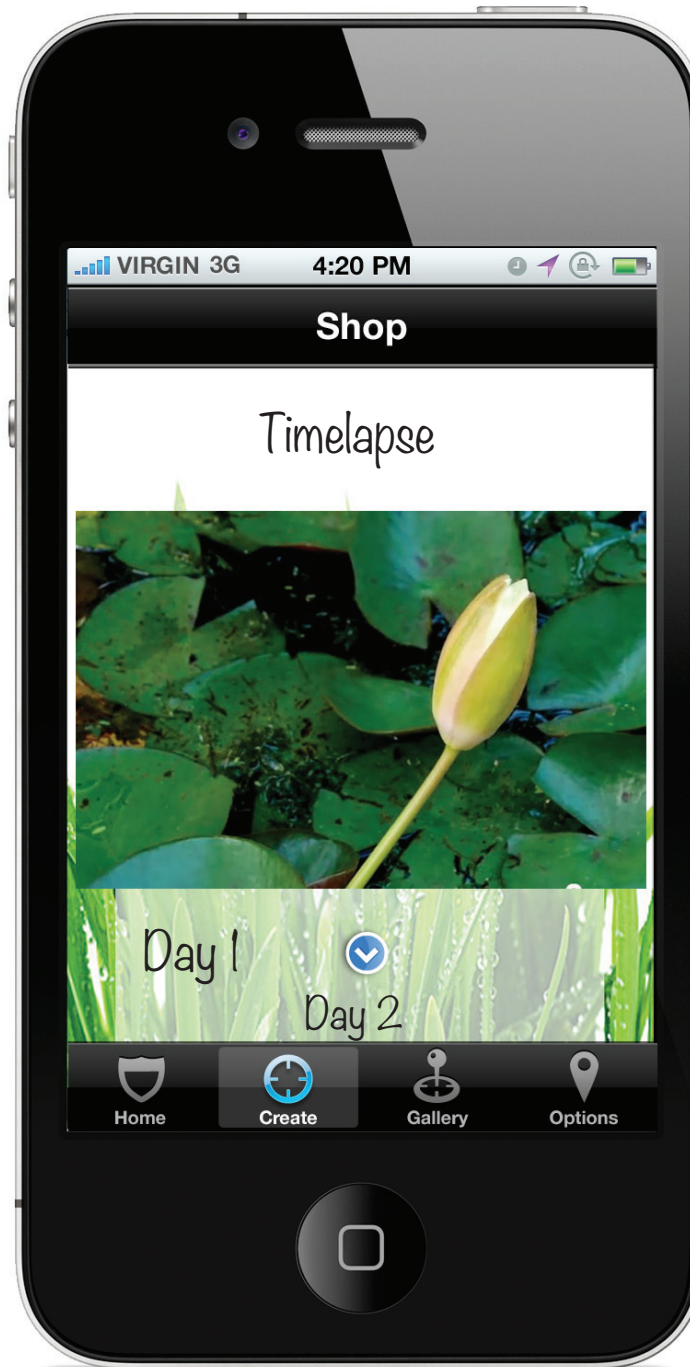 VIRGIN 3G 4:20 PM
Shop
Timelapse
Day 1
Day 2
Home Create Gallery Options